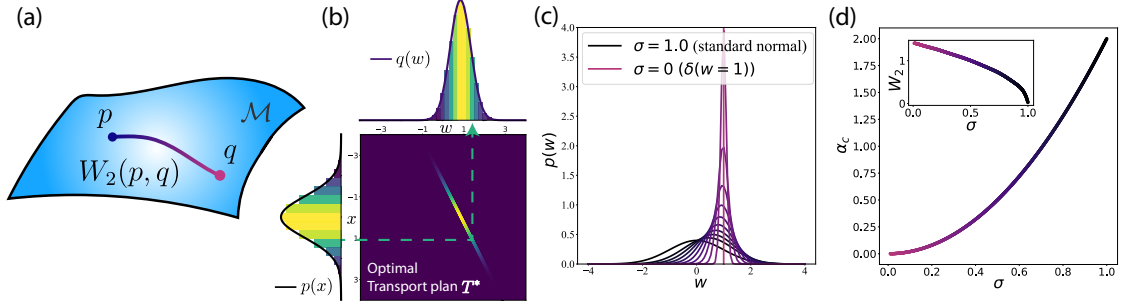 (a)
p
q
M
W₂(p, q)
(b)
q(w)
−3 −1 w 1 3
−3
−1
x
1
3
p(x)
Optimal
Transport plan T*
(c)
σ = 1.0 (standard normal)
σ = 0 (δ(w = 1))
p(w)
4.0
3.5
3.0
2.5
2.0
1.5
1.0
0.5
0.0
−4 −2 0 2 4
w
(d)
α_c
2.00
1.75
1.50
1.25
1.00
0.75
0.50
0.25
0.00
0.0 0.2 0.4 0.6 0.8 1.0
σ
W₂
1
0
0.0 0.5 1.0
σ